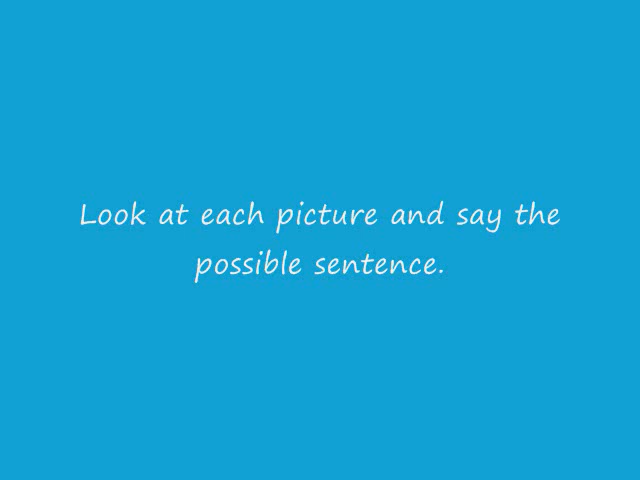 Look at each picture and say the
possible sentence.